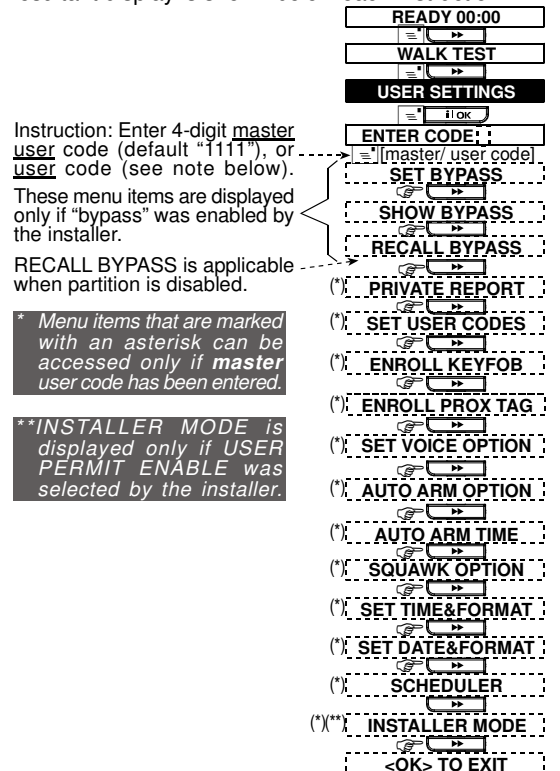 READY 00:00
WALK TEST
USER SETTINGS
i OK
Instruction: Enter 4-digit master
user code (default “1111”), or
user code (see note below).
ENTER CODE
[master/ user code]
These menu items are displayed
only if “bypass” was enabled by
the installer.
SET BYPASS
SHOW BYPASS
RECALL BYPASS
RECALL BYPASS is applicable
when partition is disabled.
* Menu items that are marked
with an asterisk can be
accessed only if master
user code has been entered.
**INSTALLER MODE is
displayed only if USER
PERMIT ENABLE was
selected by the installer.
(*) PRIVATE REPORT
(*) SET USER CODES
(*) ENROLL KEYFOB
(*) ENROLL PROX TAG
(*) SET VOICE OPTION
(*) AUTO ARM OPTION
(*) AUTO ARM TIME
(*) SQUAWK OPTION
(*) SET TIME&FORMAT
(*) SET DATE&FORMAT
(*) SCHEDULER
(*)(**) INSTALLER MODE
<OK> TO EXIT